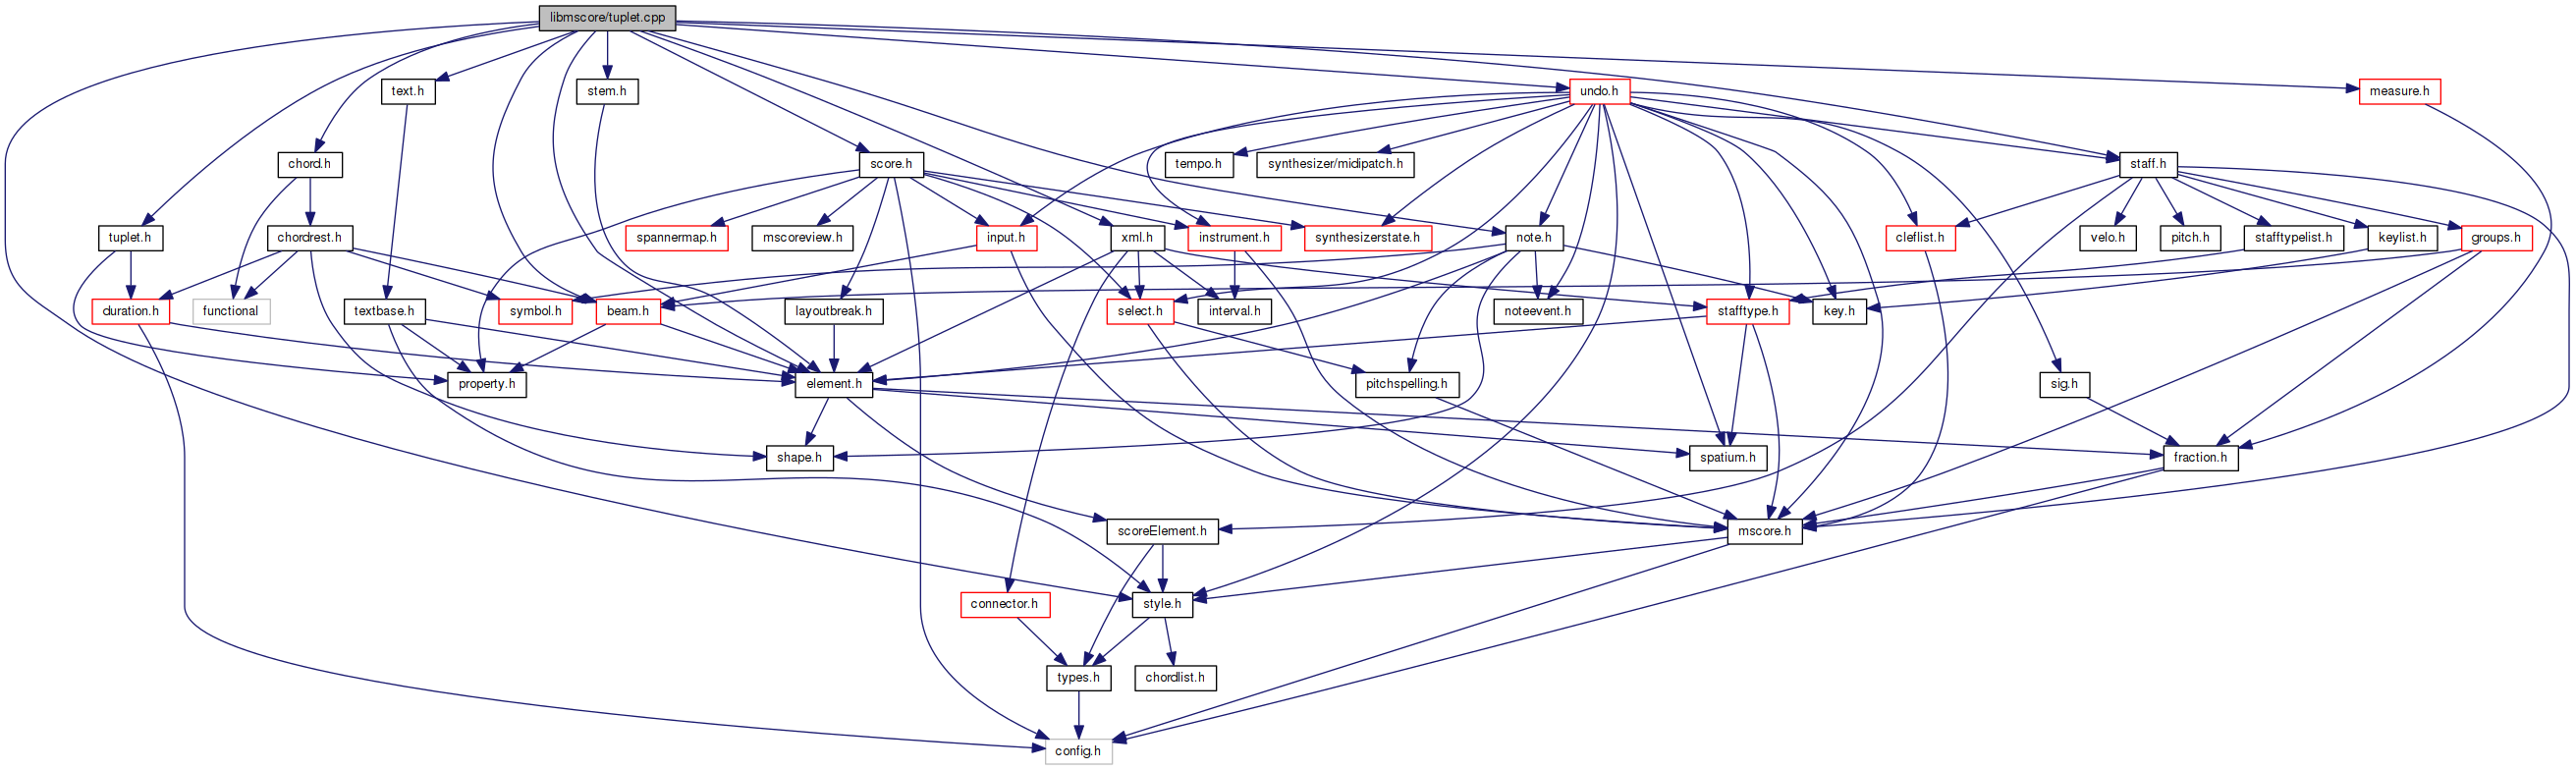 libmscore/tuplet.cpp
text.h
stem.h
undo.h
measure.h
chord.h
score.h
tempo.h
synthesizer/midipatch.h
staff.h
tuplet.h
chordrest.h
spannermap.h
mscoreview.h
input.h
xml.h
instrument.h
synthesizerstate.h
note.h
cleflist.h
velo.h
pitch.h
stafftypelist.h
keylist.h
groups.h
duration.h
functional
textbase.h
symbol.h
beam.h
layoutbreak.h
select.h
interval.h
noteevent.h
stafftype.h
key.h
property.h
element.h
pitchspelling.h
sig.h
shape.h
spatium.h
fraction.h
scoreElement.h
mscore.h
connector.h
style.h
types.h
chordlist.h
config.h